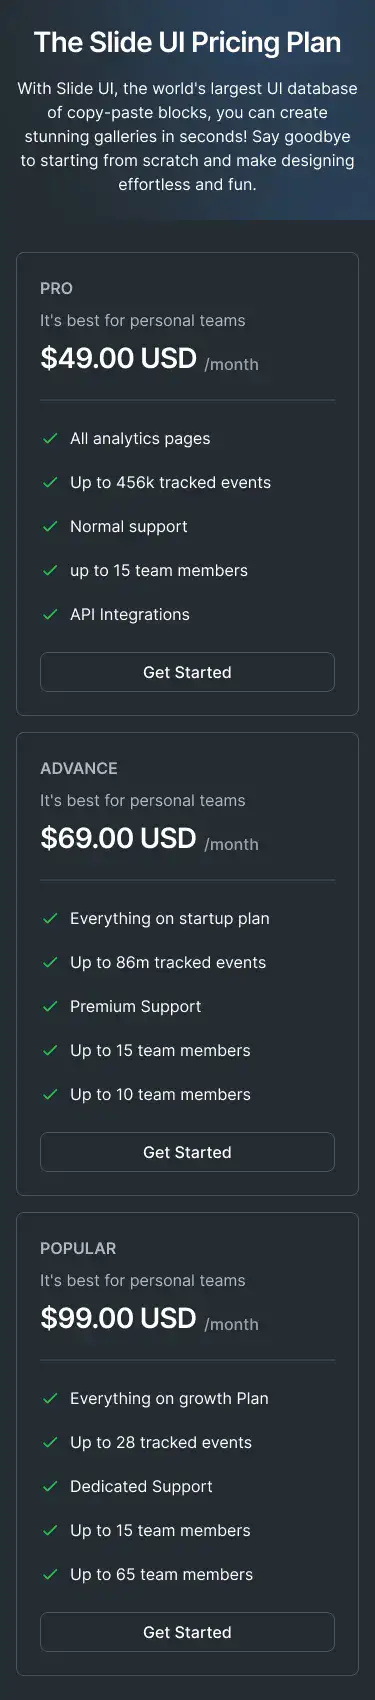 The Slide UI Pricing Plan
With Slide UI, the world's largest UI database
of copy-paste blocks, you can create
stunning galleries in seconds! Say goodbye
to starting from scratch and make designing
effortless and fun.
PRO
It's best for personal teams
$49.00 USD /month
All analytics pages
Up to 456k tracked events
Normal support
up to 15 team members
API Integrations
Get Started
ADVANCE
It's best for personal teams
$69.00 USD /month
Everything on startup plan
Up to 86m tracked events
Premium Support
Up to 15 team members
Up to 10 team members
Get Started
POPULAR
It's best for personal teams
$99.00 USD /month
Everything on growth Plan
Up to 28 tracked events
Dedicated Support
Up to 15 team members
Up to 65 team members
Get Started